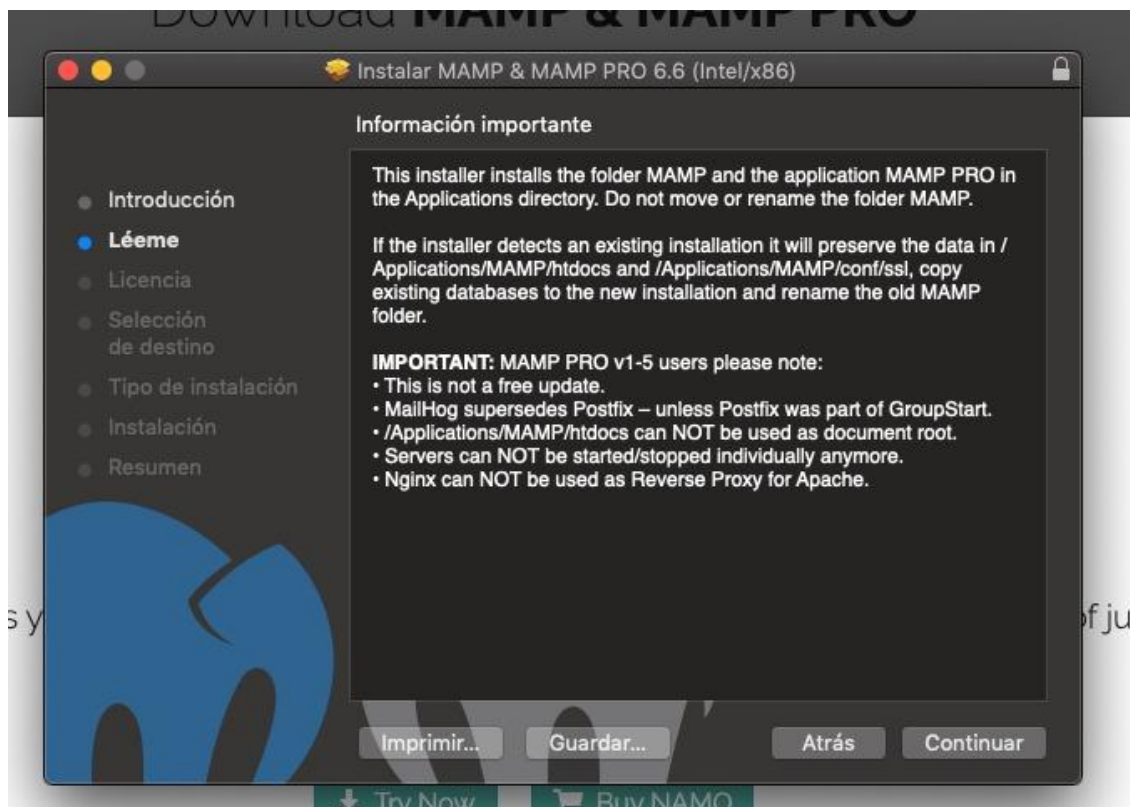 Download MAMP & MAMP PRO
Instalar MAMP & MAMP PRO 6.6 (Intel/x86)
Información importante
Introducción
Léeme
Licencia
Selección
de destino
Tipo de instalación
Instalación
Resumen
This installer installs the folder MAMP and the application MAMP PRO in
the Applications directory. Do not move or rename the folder MAMP.
If the installer detects an existing installation it will preserve the data in /
Applications/MAMP/htdocs and /Applications/MAMP/conf/ssl, copy
existing databases to the new installation and rename the old MAMP
folder.
IMPORTANT: MAMP PRO v1-5 users please note:
• This is not a free update.
• MailHog supersedes Postfix – unless Postfix was part of GroupStart.
• /Applications/MAMP/htdocs can NOT be used as document root.
• Servers can NOT be started/stopped individually anymore.
• Nginx can NOT be used as Reverse Proxy for Apache.
Imprimir...
Guardar...
Atrás
Continuar
Try Now
Buy NAMO